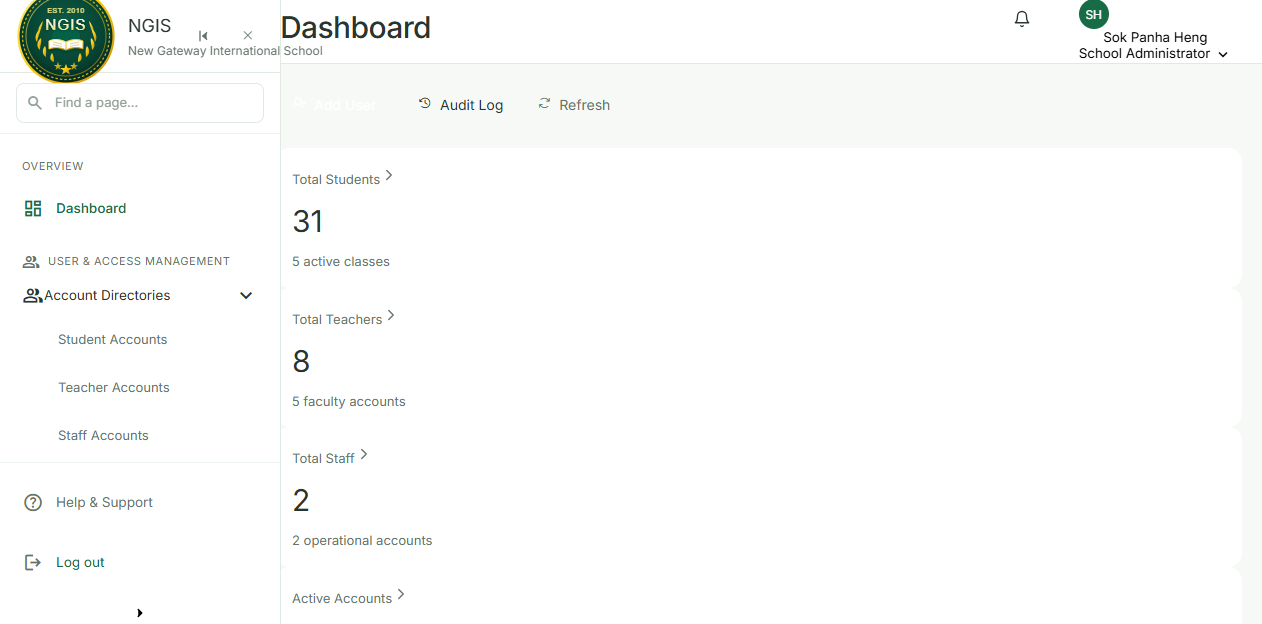 EST. 2010
NGIS
NGIS
New Gateway International School
Find a page...
OVERVIEW
Dashboard
USER & ACCESS MANAGEMENT
Account Directories
Student Accounts
Teacher Accounts
Staff Accounts
Help & Support
Log out
Dashboard
SH
Sok Panha Heng
School Administrator
Add User
Audit Log
Refresh
Total Students
31
5 active classes
Total Teachers
8
5 faculty accounts
Total Staff
2
2 operational accounts
Active Accounts